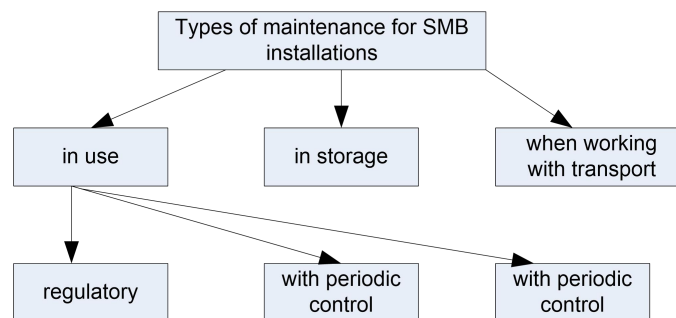 Types of maintenance for SMB
installations
in use
in storage
when working
with transport
regulatory
with periodic
control
with periodic
control